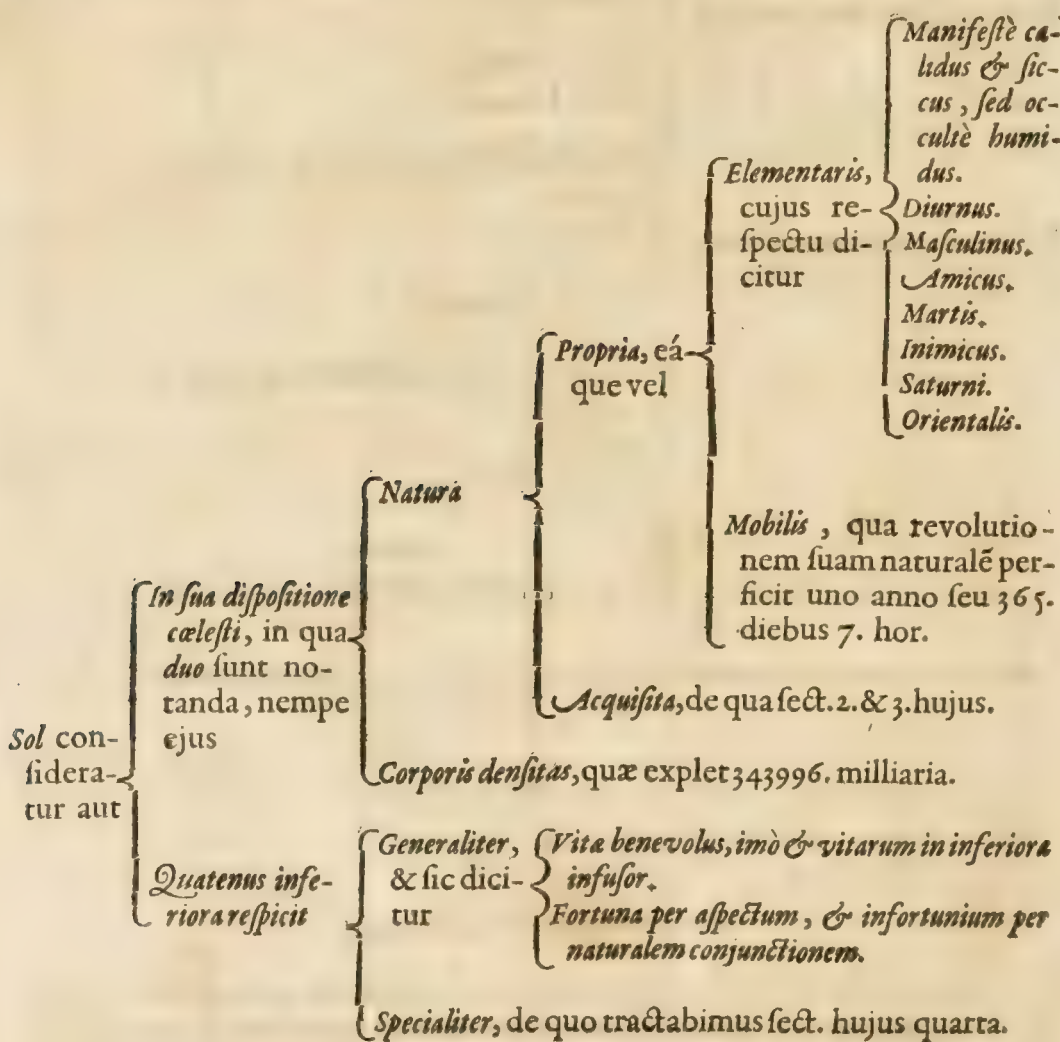 Sol con-
ſidera-
tur aut
In ſua diſpoſitione
cæleſti, in qua
duo ſunt no-
tanda, nempe
ejus
Natura
Propria, eá-
que vel
Elementaris,
cujus re-
ſpectu di-
citur
Manifeſtè ca-
lidus & ſic-
cus, ſed oc-
cultè humi-
dus.
Diurnus.
Maſculinus.
Amicus.
Martis.
Inimicus.
Saturni.
Orientalis.
Mobilis, qua revolutio-
nem ſuam naturalẽ per-
ficit uno anno ſeu 365.
diebus 7. hor.
Acquiſita, de qua ſect. 2. & 3. hujus.
Corporis denſitas, quæ explet 343996. milliaria.
Quatenus infe-
riora reſpicit
Generaliter,
& ſic dici-
tur
Vitæ benevolus, imò & vitarum in inferiora
infuſor.
Fortuna per aſpectum, & infortunium per
naturalem conjunctionem.
Specialiter, de quo tractabimus ſect. hujus quarta.